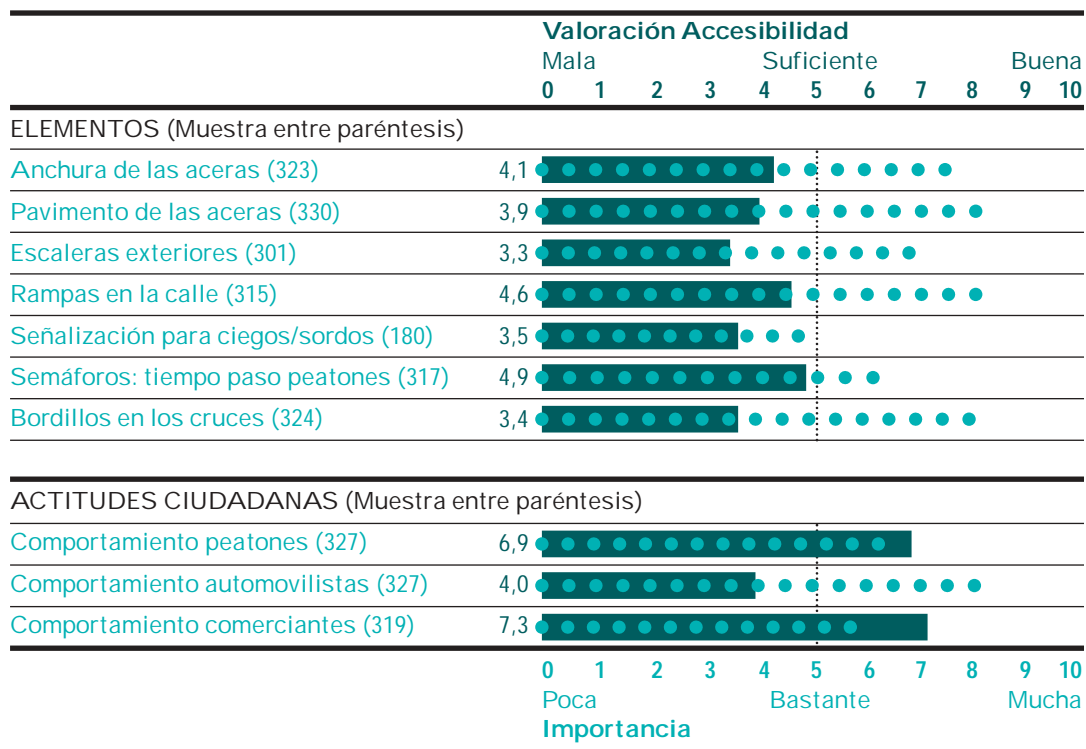 Valoración Accesibilidad
Mala Suficiente Buena
0 1 2 3 4 5 6 7 8 9 10
ELEMENTOS (Muestra entre paréntesis)
Anchura de las aceras (323) 4,1
Pavimento de las aceras (330) 3,9
Escaleras exteriores (301) 3,3
Rampas en la calle (315) 4,6
Señalización para ciegos/sordos (180) 3,5
Semáforos: tiempo paso peatones (317) 4,9
Bordillos en los cruces (324) 3,4
ACTITUDES CIUDADANAS (Muestra entre paréntesis)
Comportamiento peatones (327) 6,9
Comportamiento automovilistas (327) 4,0
Comportamiento comerciantes (319) 7,3
0 1 2 3 4 5 6 7 8 9 10
Poca Bastante Mucha
Importancia